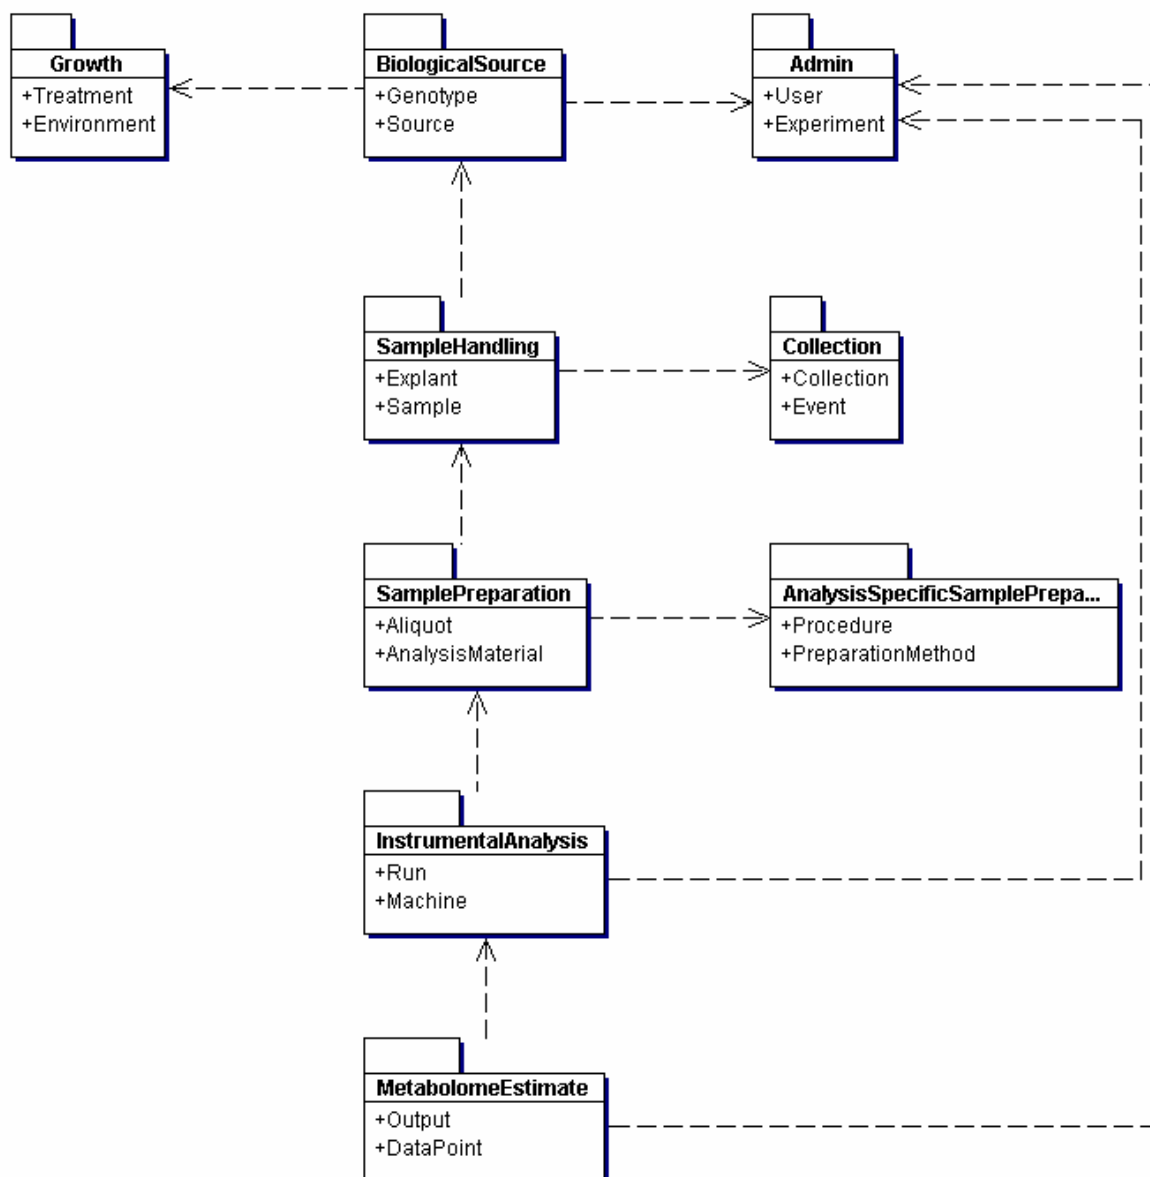 Growth
+Treatment
+Environment
BiologicalSource
+Genotype
+Source
Admin
+User
+Experiment
SampleHandling
+Explant
+Sample
Collection
+Collection
+Event
SamplePreparation
+Aliquot
+AnalysisMaterial
AnalysisSpecificSamplePrepa...
+Procedure
+PreparationMethod
InstrumentalAnalysis
+Run
+Machine
MetabolomeEstimate
+Output
+DataPoint